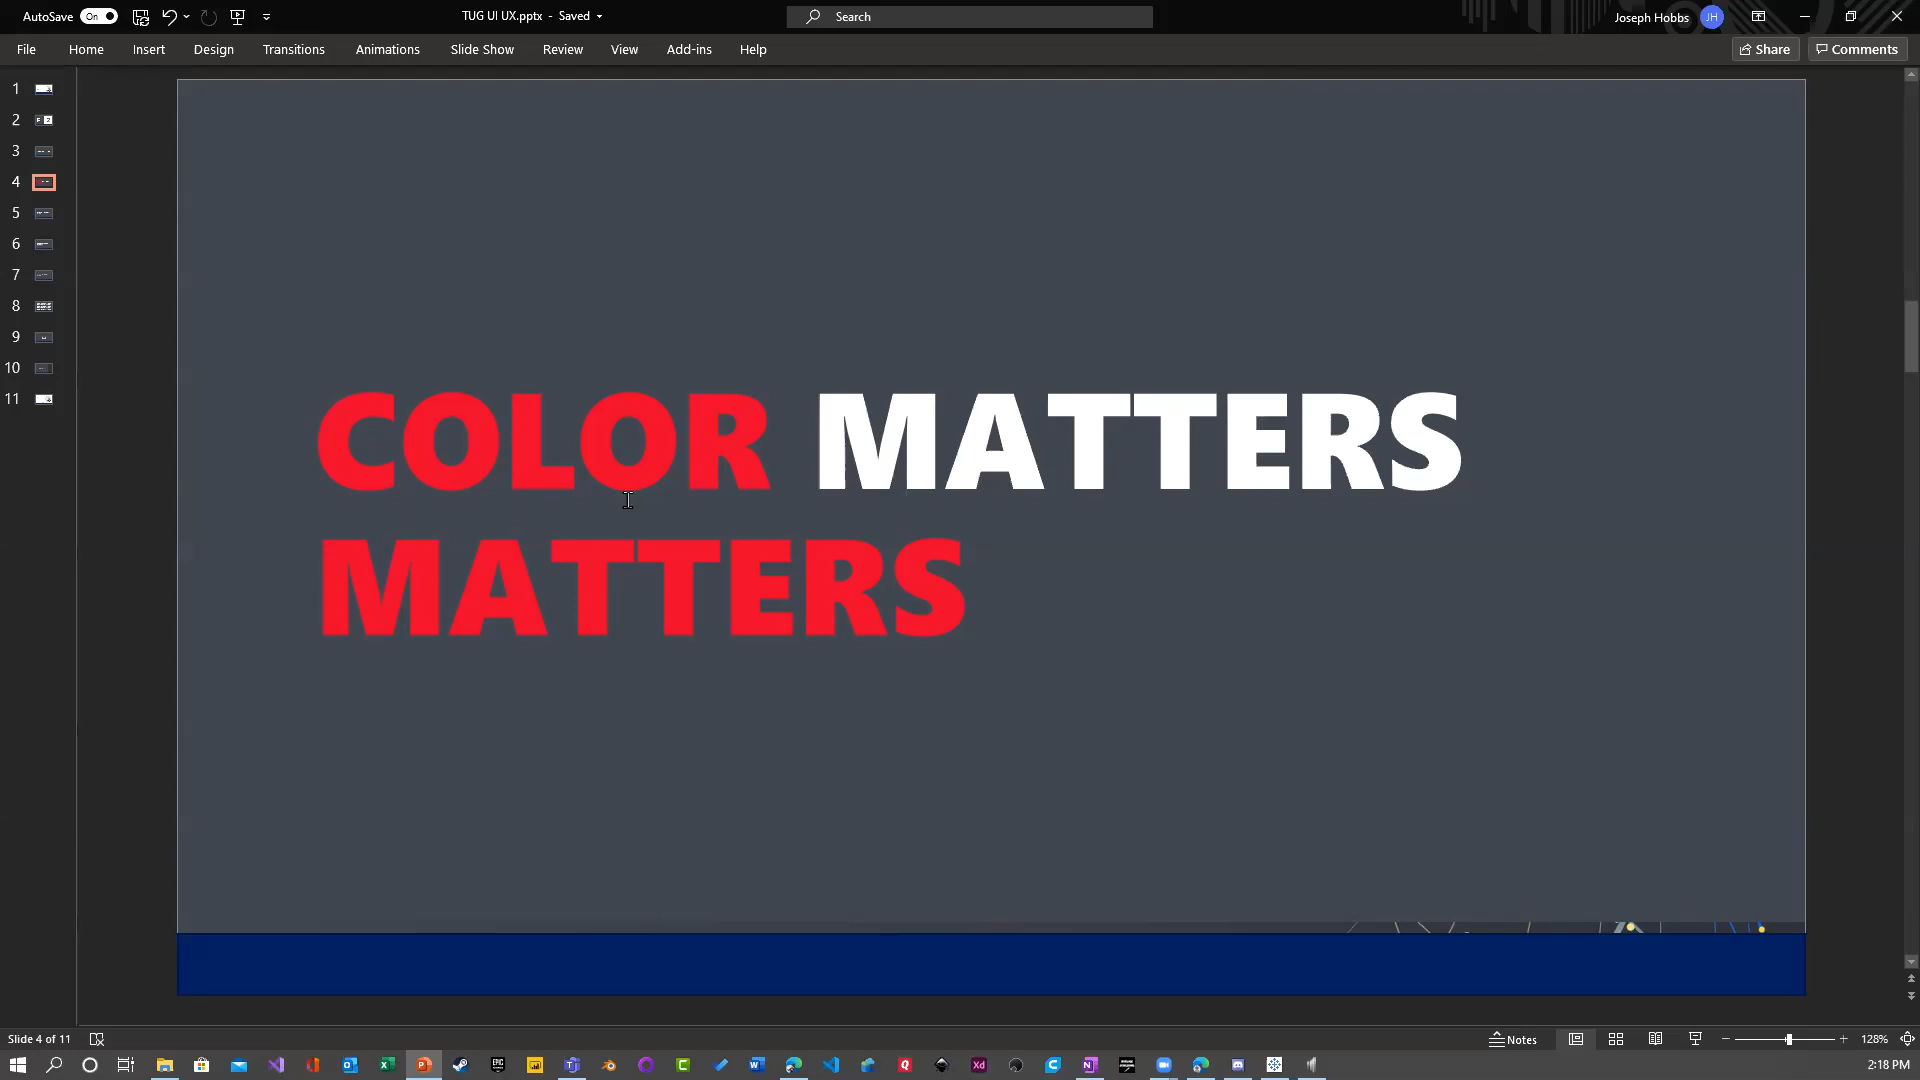 AutoSave On TUG UI UX.pptx - Saved Search Joseph Hobbs JH
File Home Insert Design Transitions Animations Slide Show Review View Add-ins Help Share Comments
1
2
3
4
5
6
7
8
9
10
11
COLOR MATTERS
MATTERS
Slide 4 of 11 Notes 128%
2:18 PM